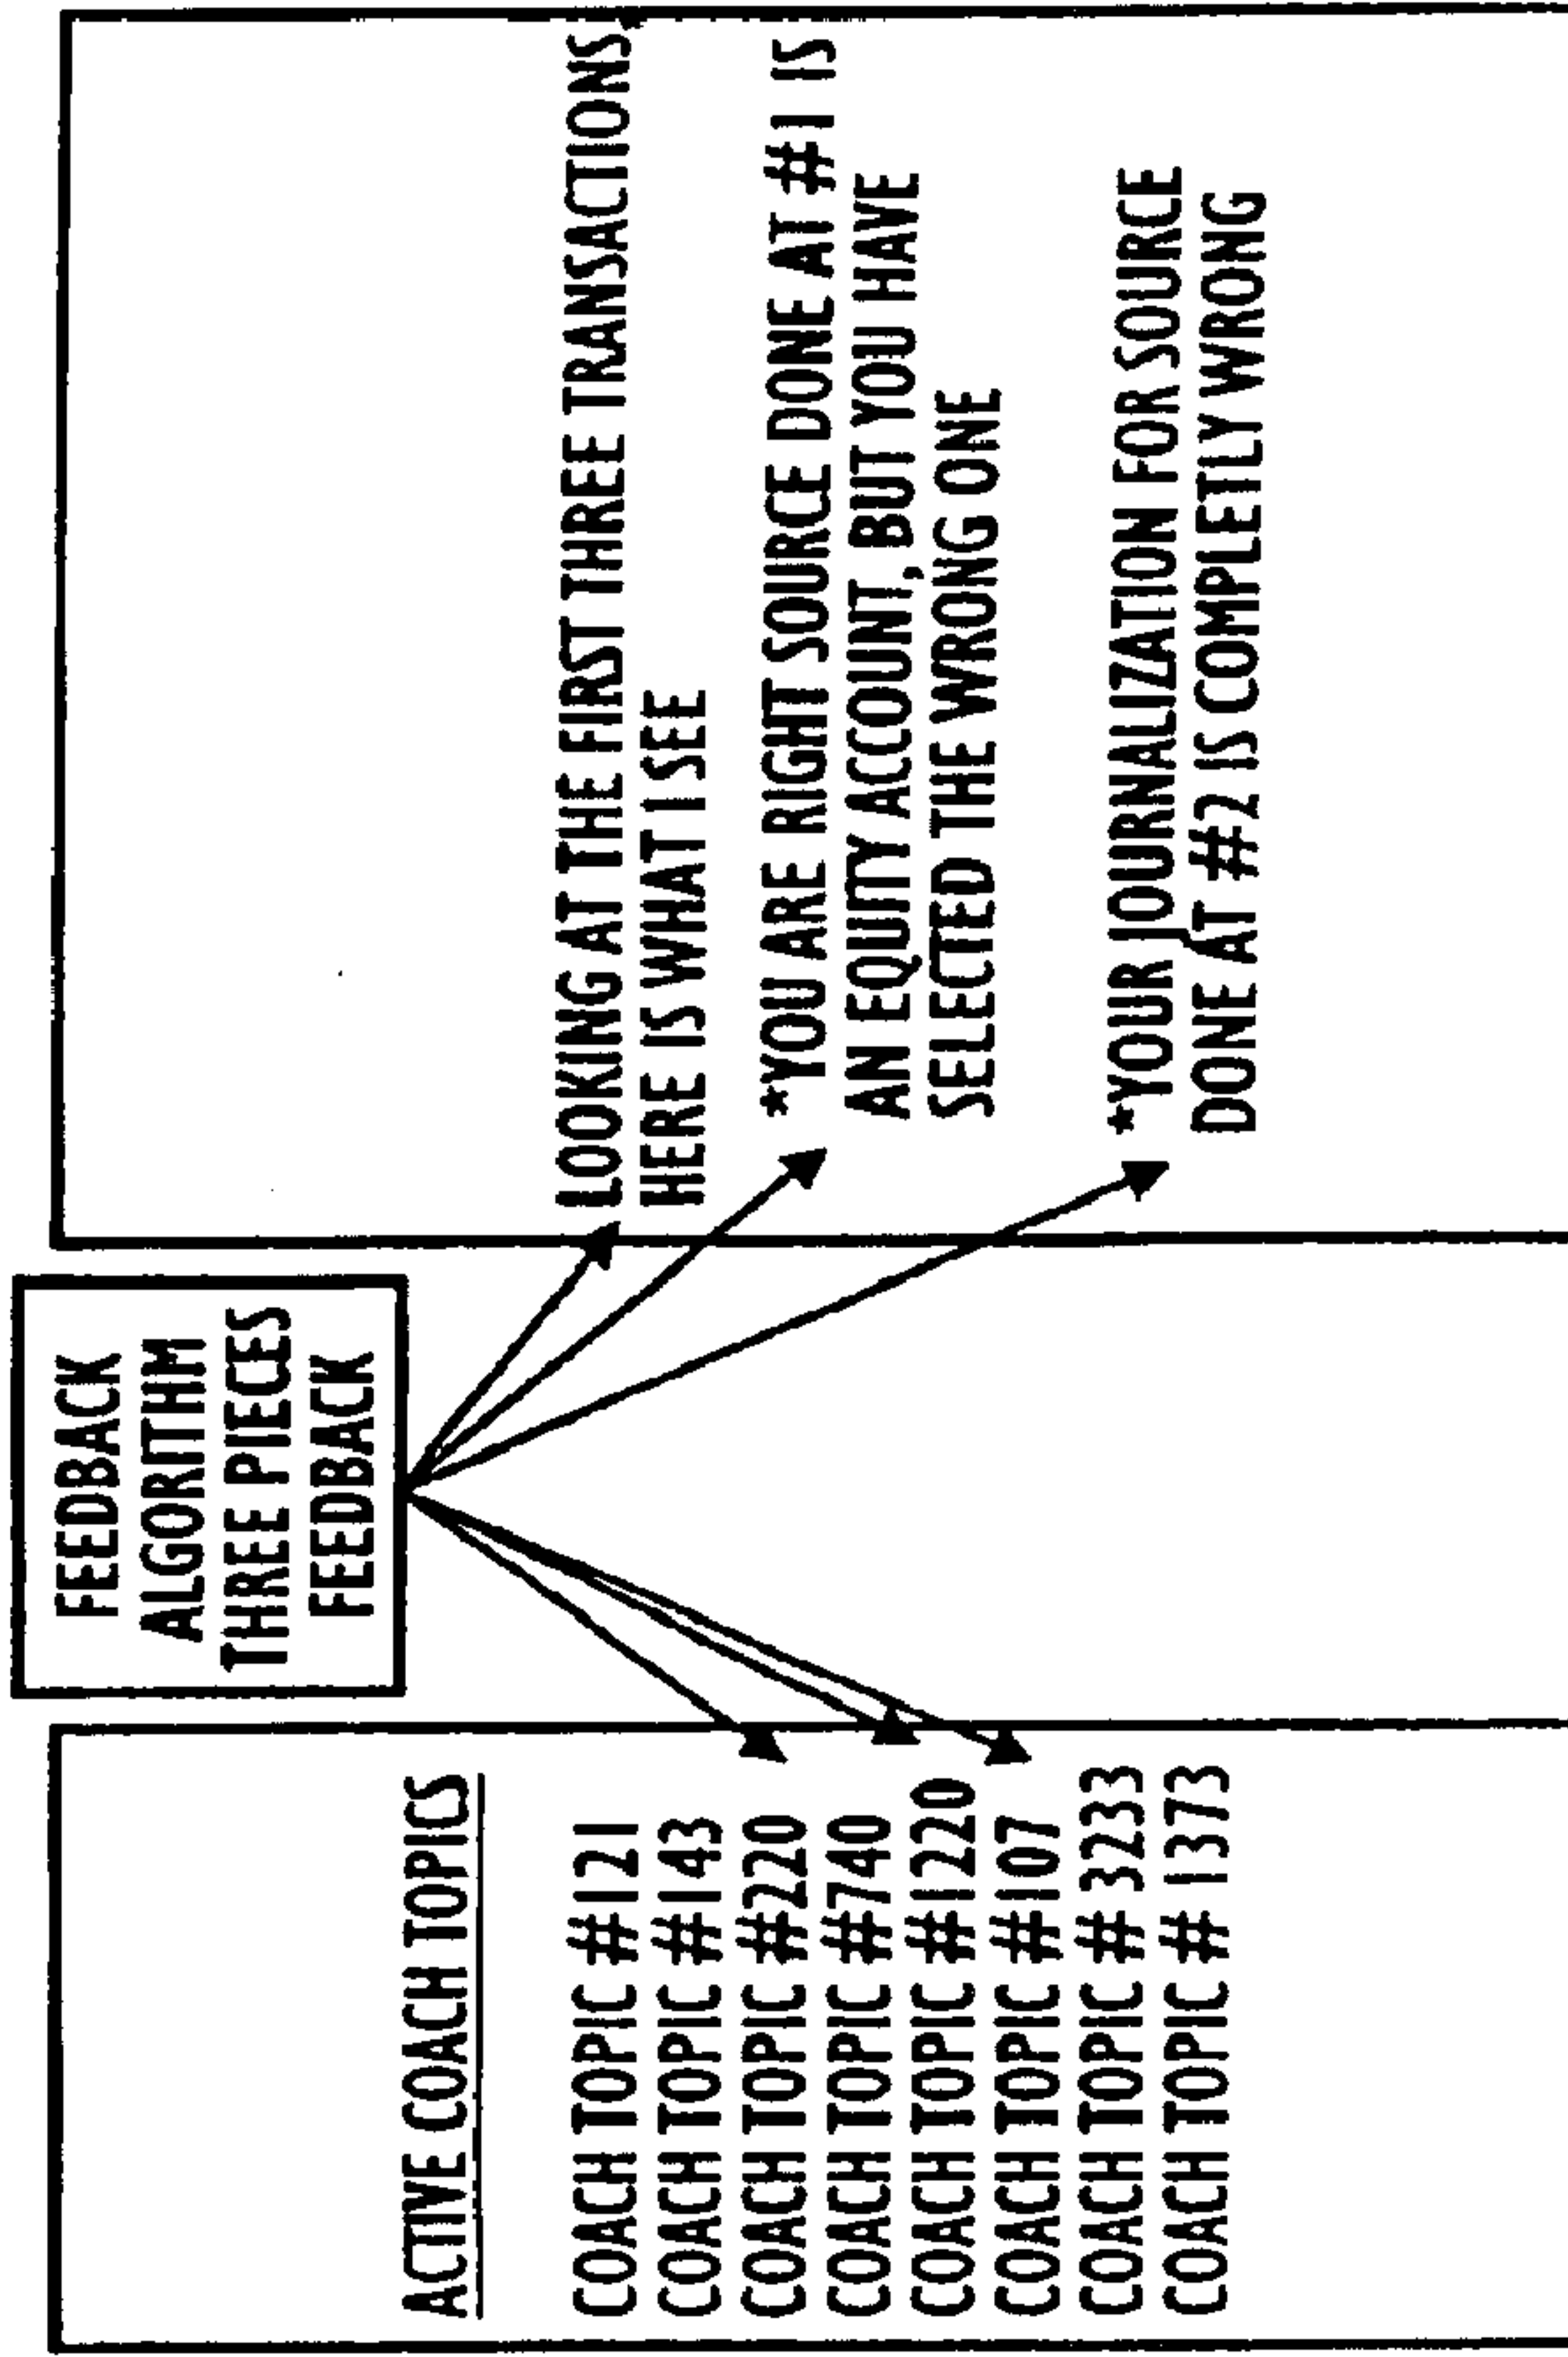 ACTIVE COACH TOPICS
COACH TOPIC #121
COACH TOPIC #143
COACH TOPIC #220
COACH TOPIC #740
COACH TOPIC #1220
COACH TOPIC #107
COACH TOPIC # 3233
COACH TOPIC # 1373
FEEDBACK
ALGORITHM
THREE PIECES
FEEDBACK
LOOKING AT THE FIRST THREE TRANSACTIONS
HERE IS WHAT I SEE
*YOU ARE RIGHT SOURCE DONE AT #1 IS
AN EQUITY ACCOUNT, BUT YOU HAVE
SELECTED THE WRONG ONE
*YOUR JOURNALIZATION FOR SOURCE
DONE AT #2 IS COMPLETLY WRONG